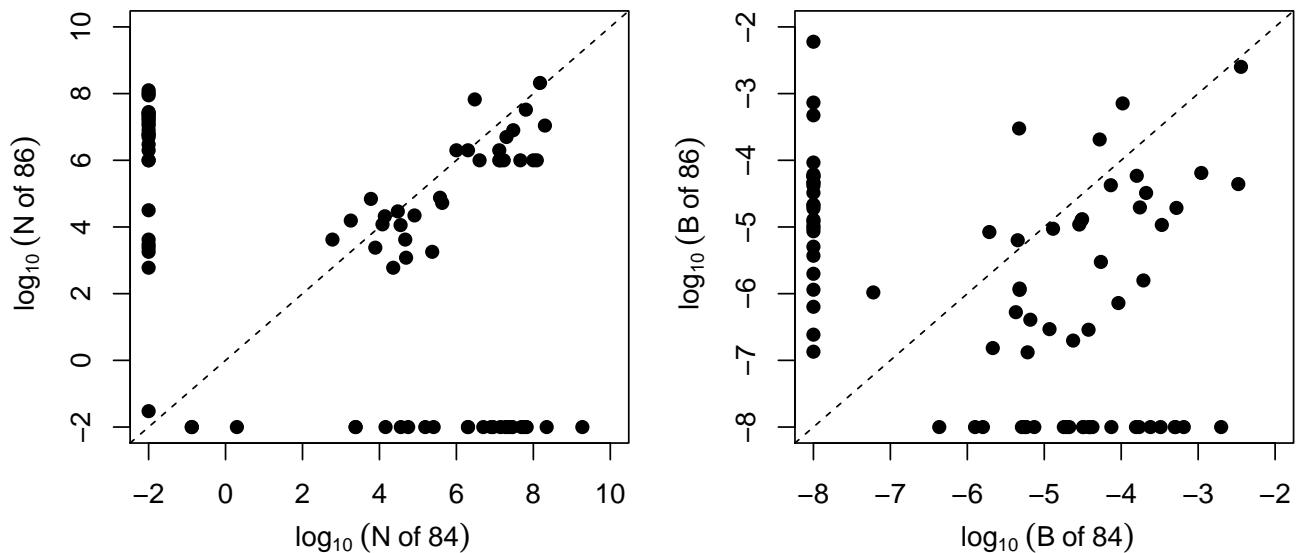 10
8
6
4
2
0
−2
−2 0 2 4 6 8 10
log₁₀ (N of 86)
log₁₀ (N of 84)
−2
−3
−4
−5
−6
−7
−8
−8 −7 −6 −5 −4 −3 −2
log₁₀ (B of 86)
log₁₀ (B of 84)